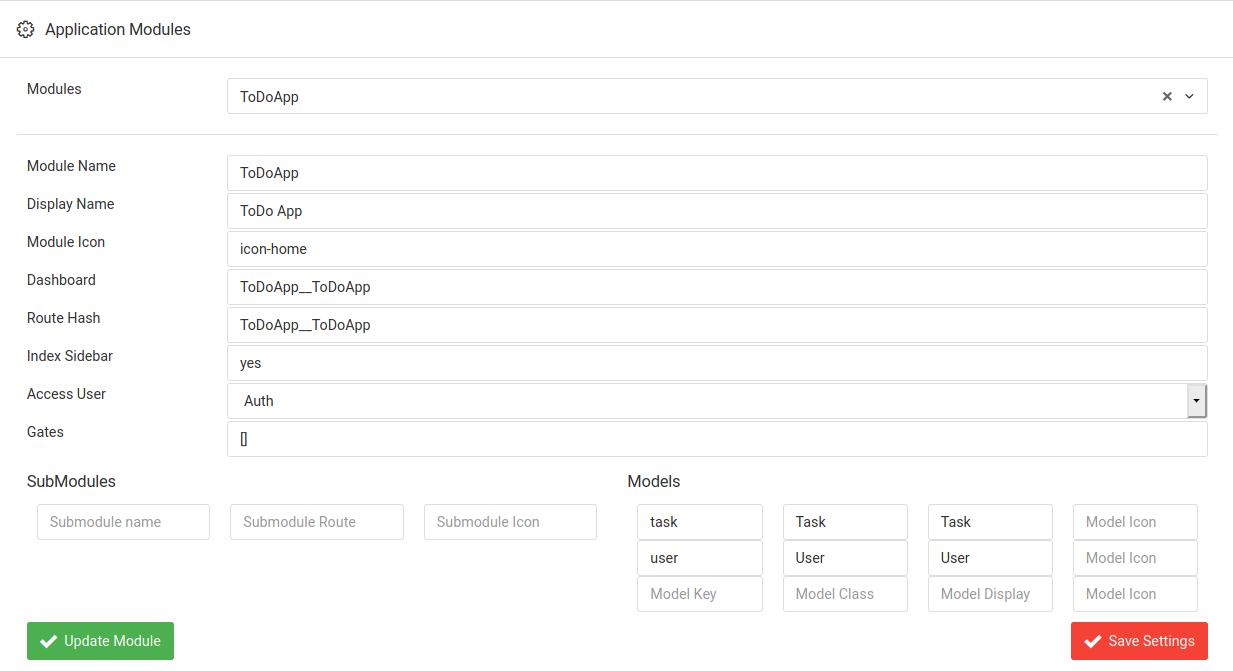 Application Modules
Modules ToDoApp
Module Name ToDoApp
Display Name ToDo App
Module Icon icon-home
Dashboard ToDoApp__ToDoApp
Route Hash ToDoApp__ToDoApp
Index Sidebar yes
Access User Auth
Gates []
SubModules Models
Submodule name Submodule Route Submodule Icon task Task Task Model Icon
user User User Model Icon
Model Key Model Class Model Display Model Icon
Update Module Save Settings